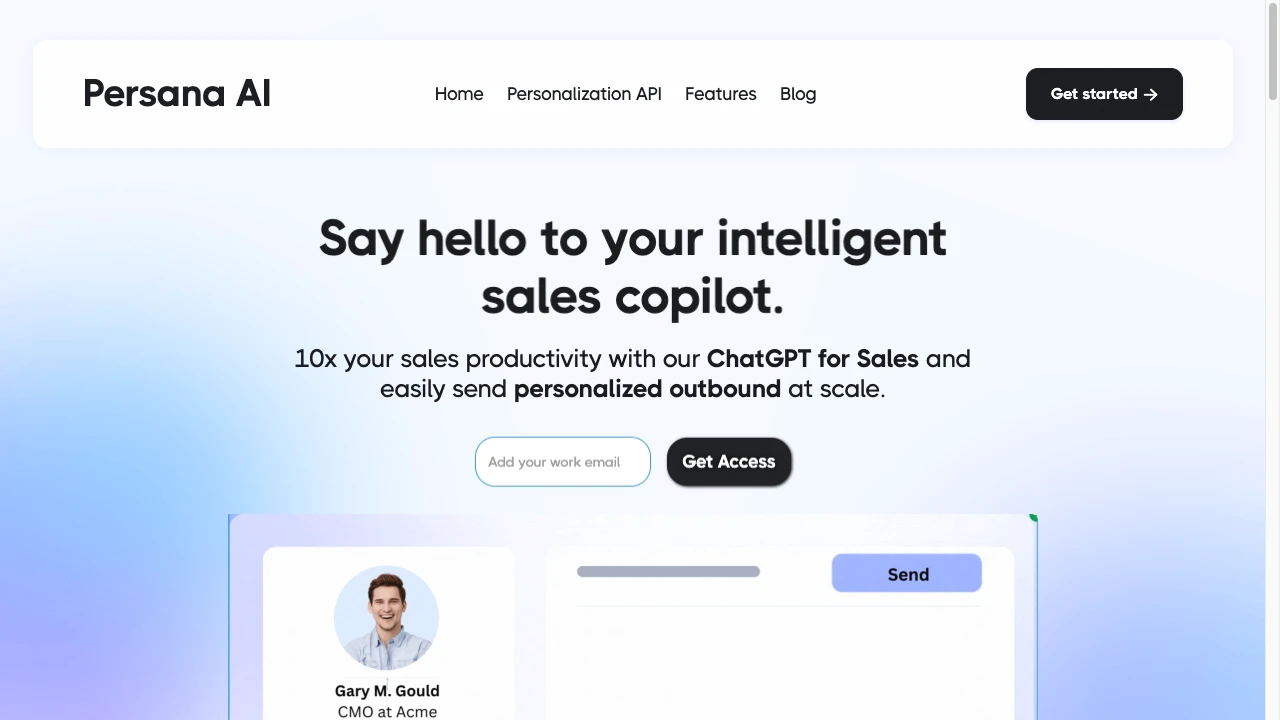 Persana AI
Home
Personalization API
Features
Blog
Get started →
Say hello to your intelligent
sales copilot.
10x your sales productivity with our ChatGPT for Sales and
easily send personalized outbound at scale.
Add your work email
Get Access
Send
Gary M. Gould
CMO at Acme